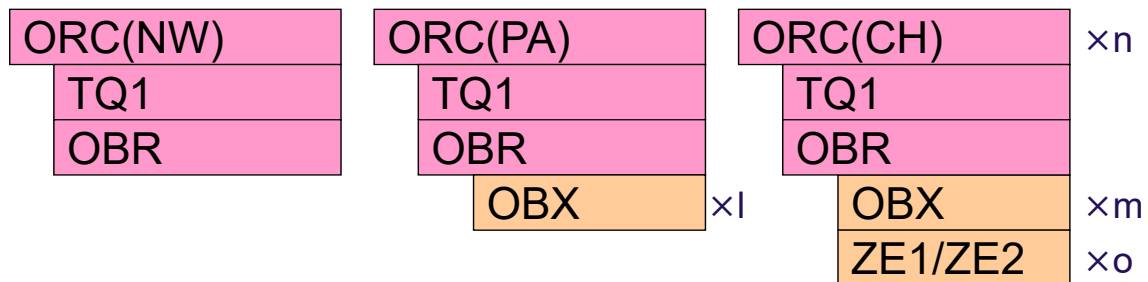 ORC(NW)
TQ1
OBR
ORC(PA)
TQ1
OBR
OBX ×l
ORC(CH) ×n
TQ1
OBR
OBX ×m
ZE1/ZE2 ×o